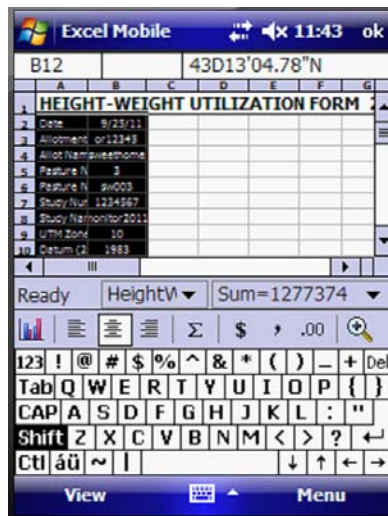 Excel Mobile 11:43 ok
B12 43D13'04.78"N
A B C D E F G
1 HEIGHT-WEIGHT UTILIZATION FORM 2
2 Date 9/25/11
3 Allotment or12345
4 Allot Nam sweethome
5 Pasture N 3
6 Pasture N sw003
7 Study Nur 1234567
8 Study Nar nonitor2011
9 UTM Zone 10
10 Datum (2 1983
Ready HeightW Sum=1277374
Σ $ , .00
123 ! @ # $ % ^ & * ( ) _ + Del
Tab Q W E R T Y U I O P { }
CAP A S D F G H J K L : "
Shift Z X C V B N M < > ? ↵
Ctl áü ~ | ↓ ↑ ← →
View Menu